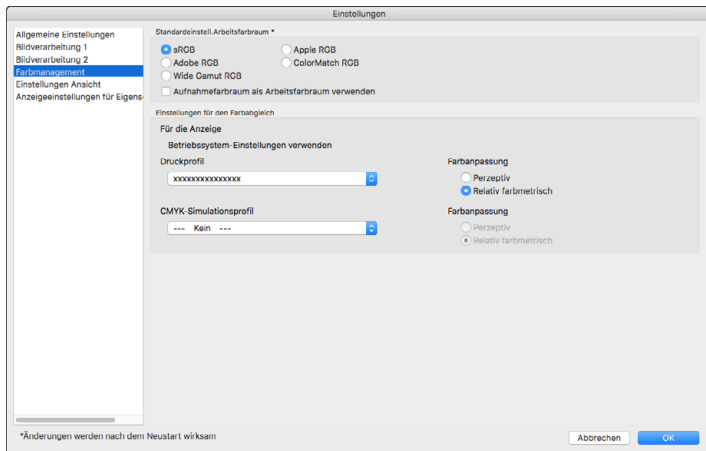 Einstellungen
Allgemeine Einstellungen
Bildverarbeitung 1
Bildverarbeitung 2
Farbmanagement
Einstellungen Ansicht
Anzeigeeinstellungen für Eigens
Standardeinstell.Arbeitsfarbraum *
sRGB
Apple RGB
Adobe RGB
ColorMatch RGB
Wide Gamut RGB
Aufnahmefarbraum als Arbeitsfarbraum verwenden
Einstellungen für den Farbabgleich
Für die Anzeige
Betriebssystem-Einstellungen verwenden
Druckprofil
Farbanpassung
xxxxxxxxxxxxxxx
Perzeptiv
Relativ farbmetrisch
CMYK-Simulationsprofil
Farbanpassung
--- Kein ---
Perzeptiv
Relativ farbmetrisch
*Änderungen werden nach dem Neustart wirksam
Abbrechen
OK